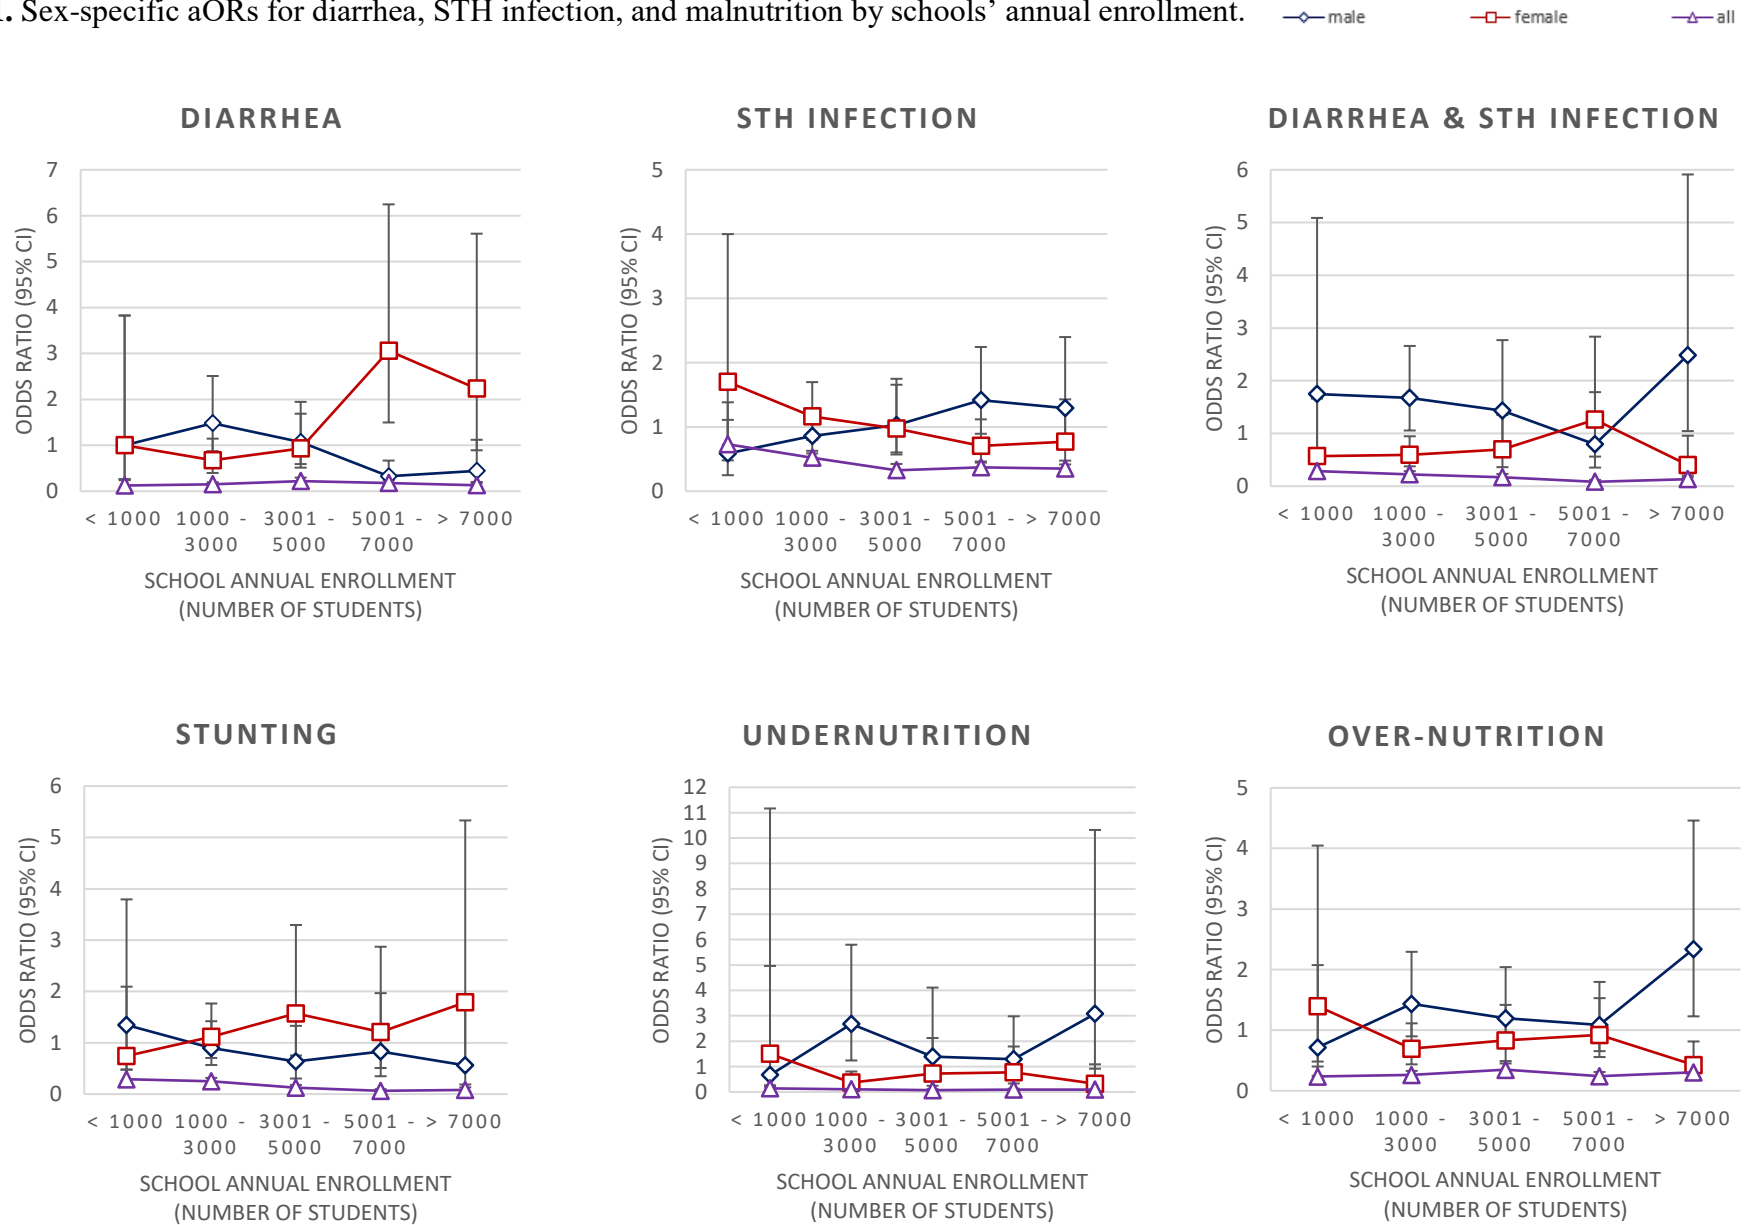 . Sex-specific aORs for diarrhea, STH infection, and malnutrition by schools' annual enrollment.
male female all
DIARRHEA
7
6
5
4
3
2
1
0
ODDS RATIO (95% CI)
< 1000 1000 - 3001 - 5001 - > 7000
3000 5000 7000
SCHOOL ANNUAL ENROLLMENT
(NUMBER OF STUDENTS)
STH INFECTION
5
4
3
2
1
0
ODDS RATIO (95% CI)
< 1000 1000 - 3001 - 5001 - > 7000
3000 5000 7000
SCHOOL ANNUAL ENROLLMENT
(NUMBER OF STUDENTS)
DIARRHEA & STH INFECTION
6
5
4
3
2
1
0
ODDS RATIO (95% CI)
< 1000 1000 - 3001 - 5001 - > 7000
3000 5000 7000
SCHOOL ANNUAL ENROLLMENT
(NUMBER OF STUDENTS)
STUNTING
6
5
4
3
2
1
0
ODDS RATIO (95% CI)
< 1000 1000 - 3001 - 5001 - > 7000
3000 5000 7000
SCHOOL ANNUAL ENROLLMENT
(NUMBER OF STUDENTS)
UNDERNUTRITION
12
11
10
9
8
7
6
5
4
3
2
1
0
ODDS RATIO (95% CI)
< 1000 1000 - 3001 - 5001 - > 7000
3000 5000 7000
SCHOOL ANNUAL ENROLLMENT
(NUMBER OF STUDENTS)
OVER-NUTRITION
5
4
3
2
1
0
ODDS RATIO (95% CI)
< 1000 1000 - 3001 - 5001 - > 7000
3000 5000 7000
SCHOOL ANNUAL ENROLLMENT
(NUMBER OF STUDENTS)